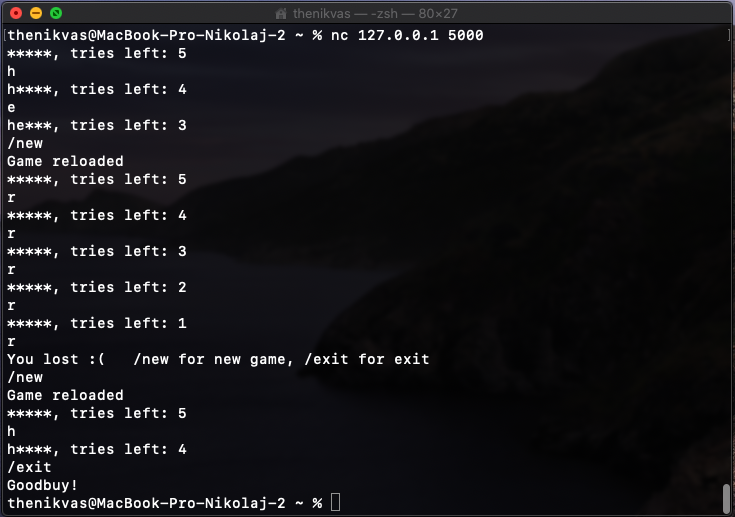 thenikvas — -zsh — 80×27
[thenikvas@MacBook-Pro-Nikolaj-2 ~ % nc 127.0.0.1 5000 ]
*****, tries left: 5
h
h****, tries left: 4
e
he***, tries left: 3
/new
Game reloaded
*****, tries left: 5
r
*****, tries left: 4
r
*****, tries left: 3
r
*****, tries left: 2
r
*****, tries left: 1
r
You lost :(   /new for new game, /exit for exit
/new
Game reloaded
*****, tries left: 5
h
h****, tries left: 4
/exit
Goodbuy!
thenikvas@MacBook-Pro-Nikolaj-2 ~ %